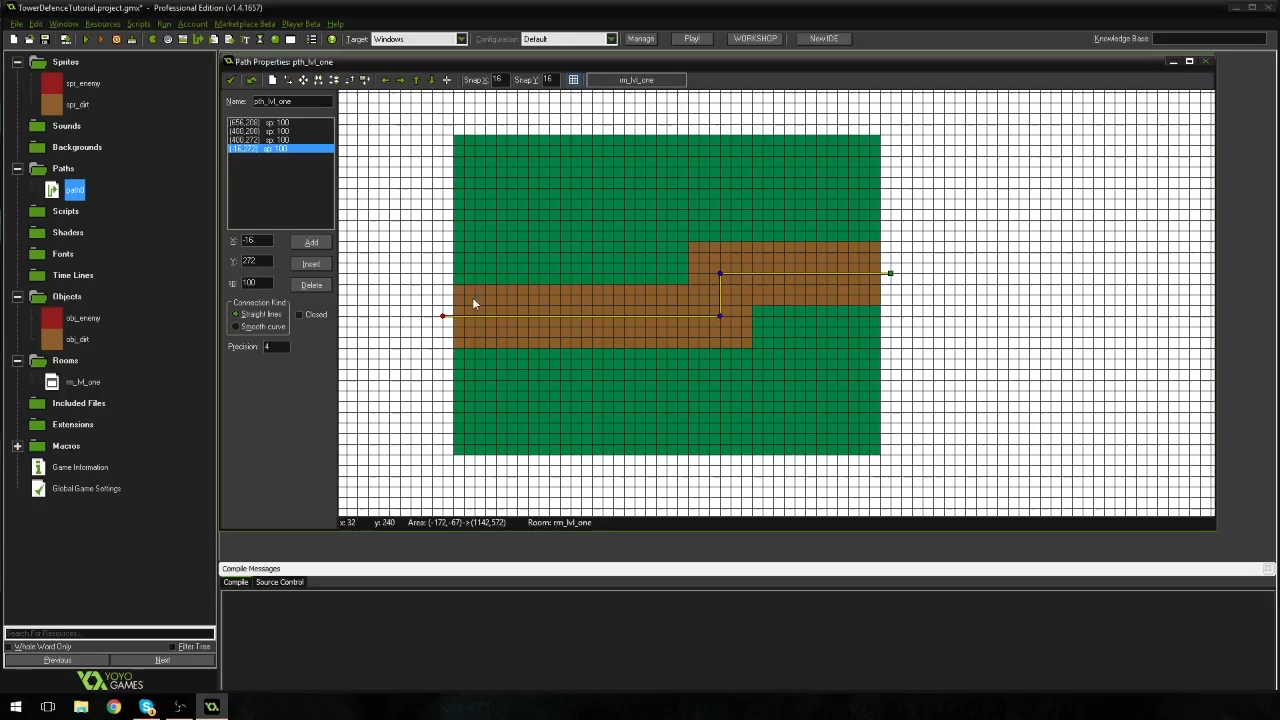 TowerDefenceTutorial.project.gmx* - Professional Edition (v1.4.1657)
File Edit Window Resources Scripts Run Account Marketplace Beta Player Beta Help
Target: Windows Configuration: Default Manage Play! WORKSHOP New IDE Knowledge Base:
Sprites
spr_enemy
spr_dirt
Sounds
Backgrounds
Paths
path0
Scripts
Shaders
Fonts
Time Lines
Objects
obj_enemy
obj_dirt
Rooms
rm_lvl_one
Included Files
Extensions
Macros
Game Information
Global Game Settings
Search For Resources...
Whole Word Only Filter Tree
Previous Next
YOYO
GAMES
Path Properties: pth_lvl_one
Snap X: 16 Snap Y: 16 rm_lvl_one
Name: pth_lvl_one
(656,208) sp: 100
(400,208) sp: 100
(400,272) sp: 100
(-16,272) sp: 100
X: -16 Add
Y: 272 Insert
sp: 100 Delete
Connection Kind
Straight lines Closed
Smooth curve
Precision: 4
x: 32 y: 240 Area: (-172,-67)->(1142,572) Room: rm_lvl_one
Compile Messages
Compile Source Control